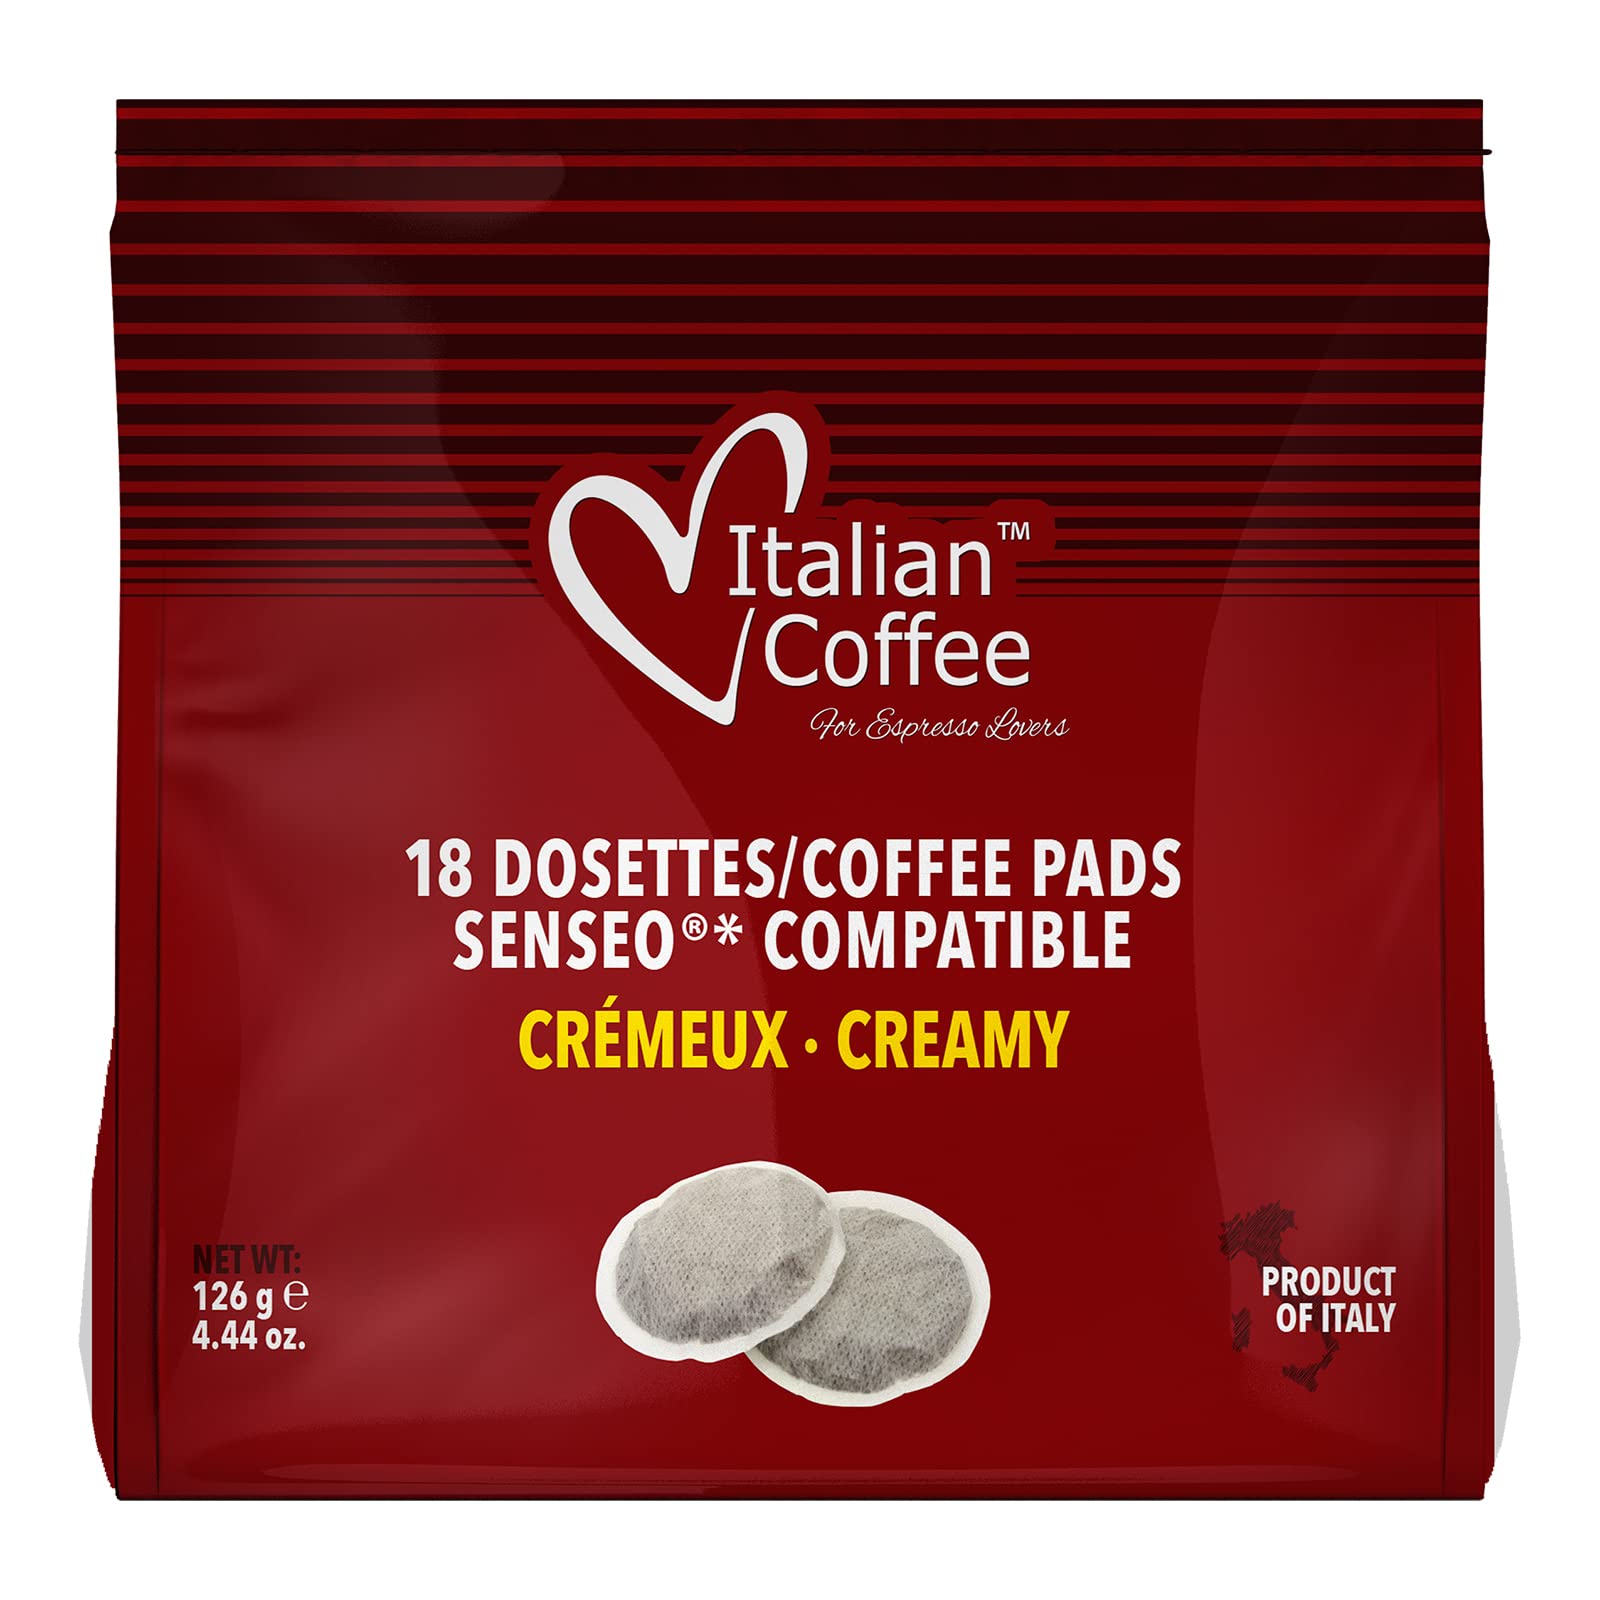 Italian™
Coffee
For Espresso Lovers
18 DOSETTES/COFFEE PADS
SENSEO®* COMPATIBLE
CRÉMEUX · CREAMY
NET WT:
126 g ℮
4.44 oz.
PRODUCT
OF ITALY